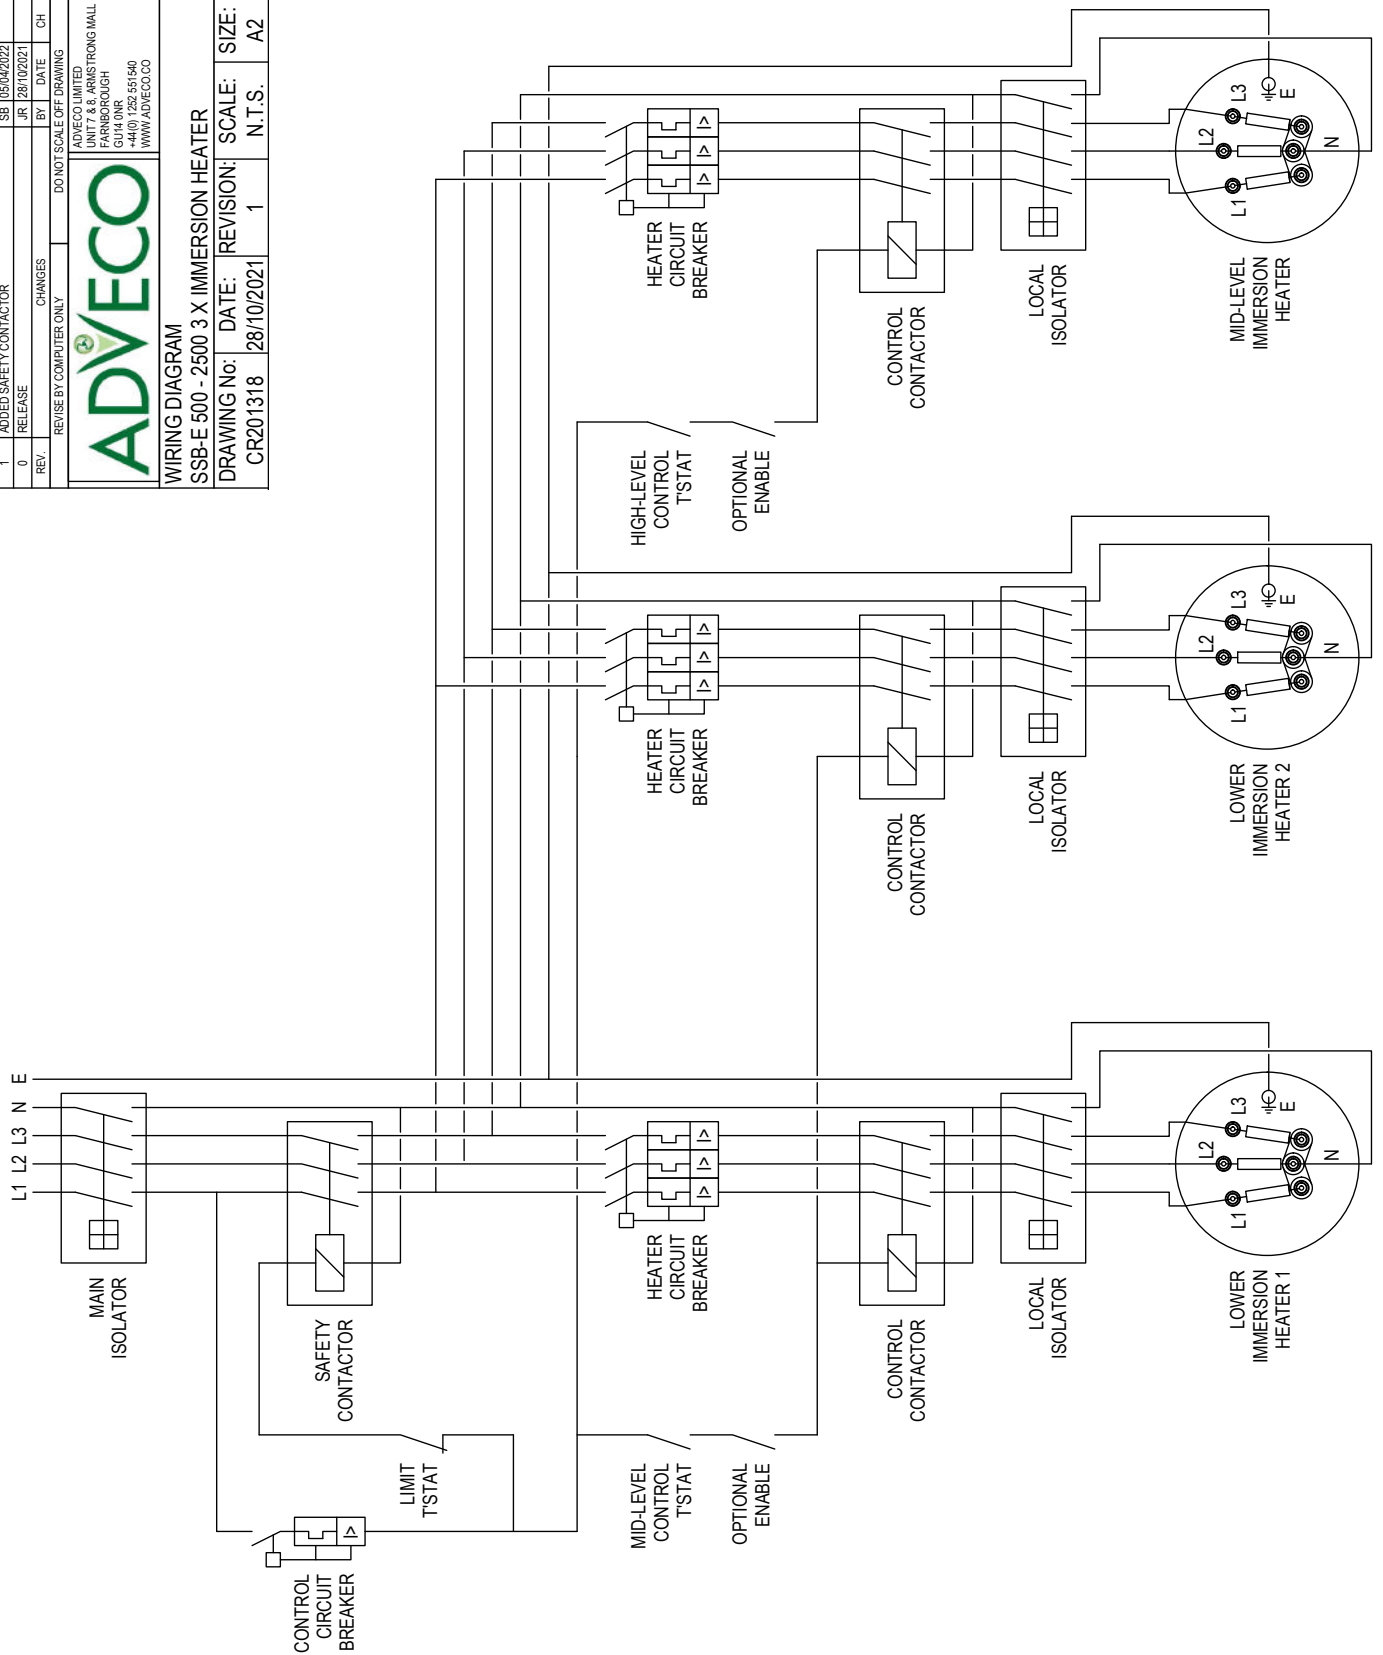 1 ADDED SAFETY CONTACTOR SB 05/04/2022
0 RELEASE JR 28/10/2021
REV. CHANGES BY DATE CH
REVISE BY COMPUTER ONLY DO NOT SCALE OFF DRAWING
ADVECO
ADVECO LIMITED
UNIT 7 & 8, ARMSTRONG MALL
FARNBOROUGH
GU14 0NR
+44(0) 1252 551540
WWW.ADVECO.CO
WIRING DIAGRAM
SSB-E 500 - 2500 3 X IMMERSION HEATER
DRAWING No: DATE: REVISION: SCALE: SIZE:
CR201318 28/10/2021 1 N.T.S. A2
L1 L2 L3 N E
MAIN
ISOLATOR
SAFETY
CONTACTOR
LIMIT
T'STAT
CONTROL
CIRCUIT
BREAKER
I>
MID-LEVEL
CONTROL
T'STAT
OPTIONAL
ENABLE
HEATER
CIRCUIT
BREAKER
I> I> I>
CONTROL
CONTACTOR
LOCAL
ISOLATOR
LOWER
IMMERSION
HEATER 1
L1 L2 L3
E
N
HEATER
CIRCUIT
BREAKER
I> I> I>
CONTROL
CONTACTOR
LOCAL
ISOLATOR
LOWER
IMMERSION
HEATER 2
L1 L2 L3
E
N
HIGH-LEVEL
CONTROL
T'STAT
OPTIONAL
ENABLE
HEATER
CIRCUIT
BREAKER
I> I> I>
CONTROL
CONTACTOR
LOCAL
ISOLATOR
MID-LEVEL
IMMERSION
HEATER
L1 L2 L3
E
N